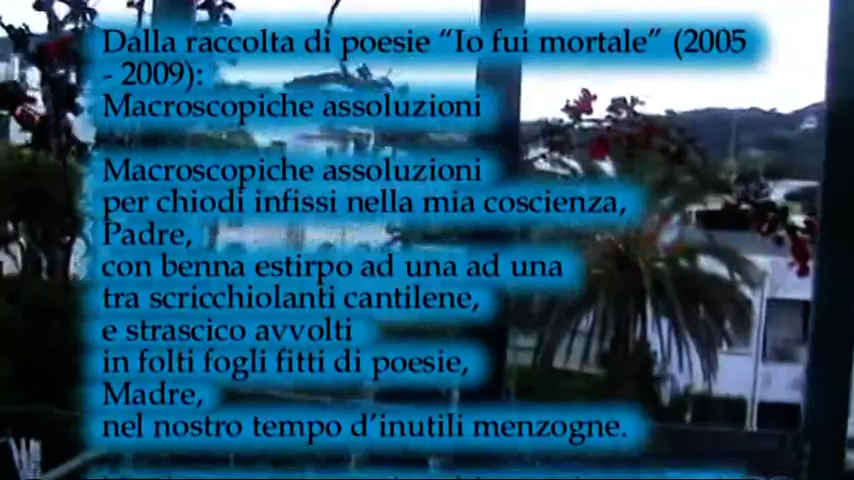 Dalla raccolta di poesie “Io fui mortale” (2005
- 2009):
Macroscopiche assoluzioni
Macroscopiche assoluzioni
per chiodi infissi nella mia coscienza,
Padre,
con benna estirpo ad una ad una
tra scricchiolanti cantilene,
e strascico avvolti
in folti fogli fitti di poesie,
Madre,
nel nostro tempo d’inutili menzogne.